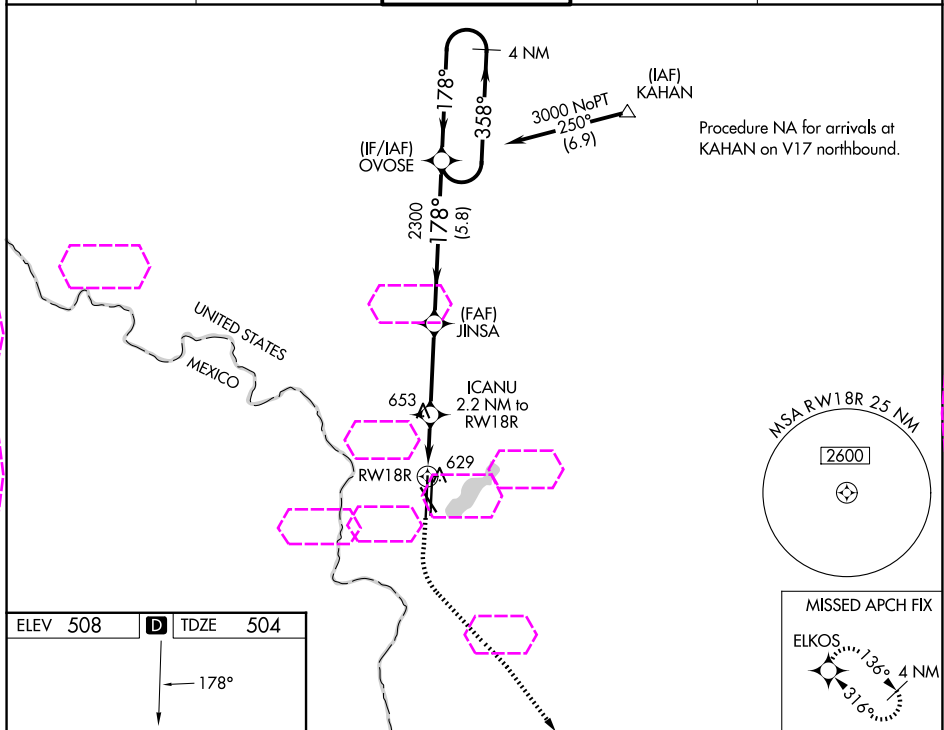 4 NM
178°
358°
(IAF)
KAHAN
3000 NoPT
250°
(6.9)
Procedure NA for arrivals at
KAHAN on V17 northbound.
(IF/IAF)
OVOSE
2300
178°
(5.8)
UNITED STATES
MEXICO
(FAF)
JINSA
653
ICANU
2.2 NM to
RW18R
RW18R
629
MSA RW18R 25 NM
2600
ELEV 508
D
TDZE 504
178°
MISSED APCH FIX
ELKOS
136°
4 NM
316°